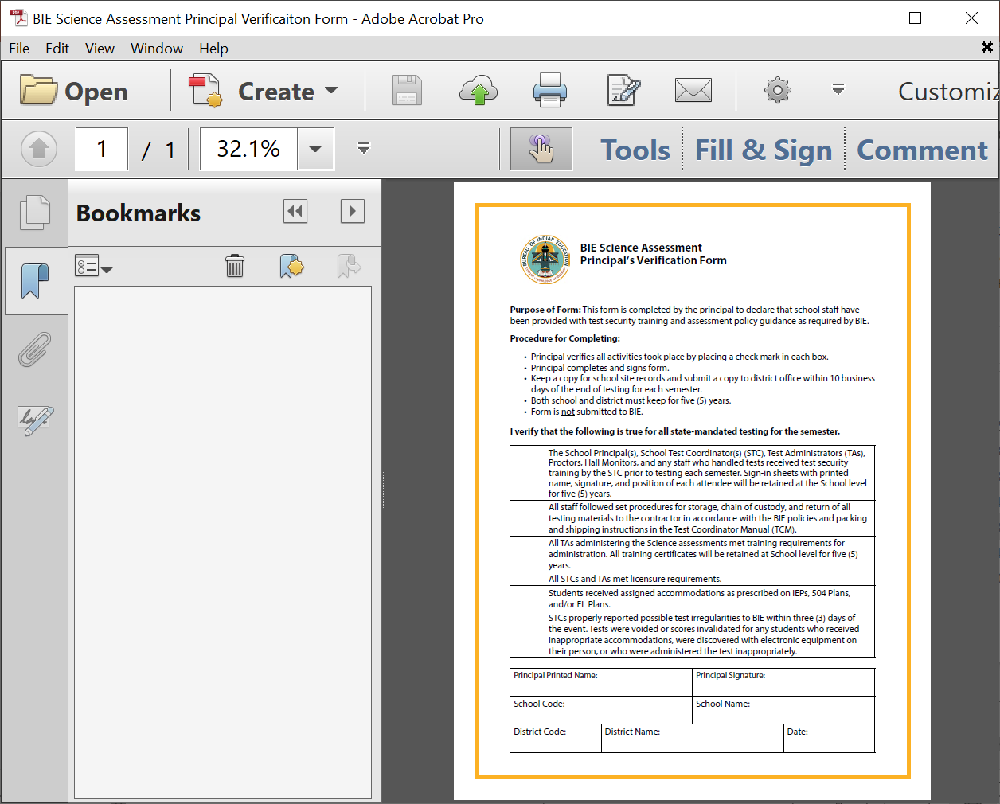 BIE Science Assessment Principal Verificaiton Form - Adobe Acrobat Pro
File Edit View Window Help
Open Create Customiz
1 / 1 32.1% Tools Fill & Sign Comment
Bookmarks
BUREAU OF INDIAN EDUCATION
BIE Science Assessment
Principal's Verification Form
Purpose of Form: This form is completed by the principal to declare that school staff have
been provided with test security training and assessment policy guidance as required by BIE.
Procedure for Completing:
• Principal verifies all activities took place by placing a check mark in each box.
• Principal completes and signs form.
• Keep a copy for school site records and submit a copy to district office within 10 business
days of the end of testing for each semester.
• Both school and district must keep for five (5) years.
• Form is not submitted to BIE.
I verify that the following is true for all state-mandated testing for the semester.
The School Principal(s), School Test Coordinator(s) (STC), Test Administrators (TAs),
Proctors, Hall Monitors, and any staff who handled tests received test security
training by the STC prior to testing each semester. Sign-in sheets with printed
name, signature, and position of each attendee will be retained at the School level
for five (5) years.
All staff followed set procedures for storage, chain of custody, and return of all
testing materials to the contractor in accordance with the BIE policies and packing
and shipping instructions in the Test Coordinator Manual (TCM).
All TAs administering the Science assessments met training requirements for
administration. All training certificates will be retained at School level for five (5)
years.
All STCs and TAs met licensure requirements.
Students received assigned accommodations as prescribed on IEPs, 504 Plans,
and/or EL Plans.
STCs properly reported possible test irregularities to BIE within three (3) days of
the event. Tests were voided or scores invalidated for any students who received
inappropriate accommodations, were discovered with electronic equipment on
their person, or who were administered the test inappropriately.
Principal Printed Name: Principal Signature:
School Code: School Name:
District Code: District Name: Date: